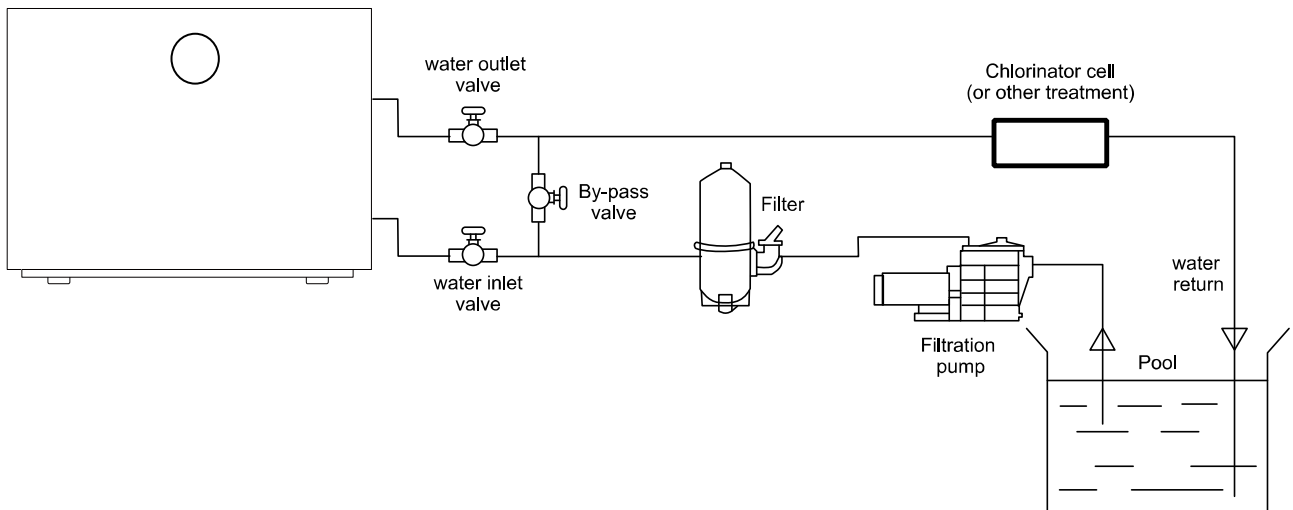 water outlet
valve
Chlorinator cell
(or other treatment)
By-pass
valve
Filter
water inlet
valve
water
return
Filtration
pump
Pool